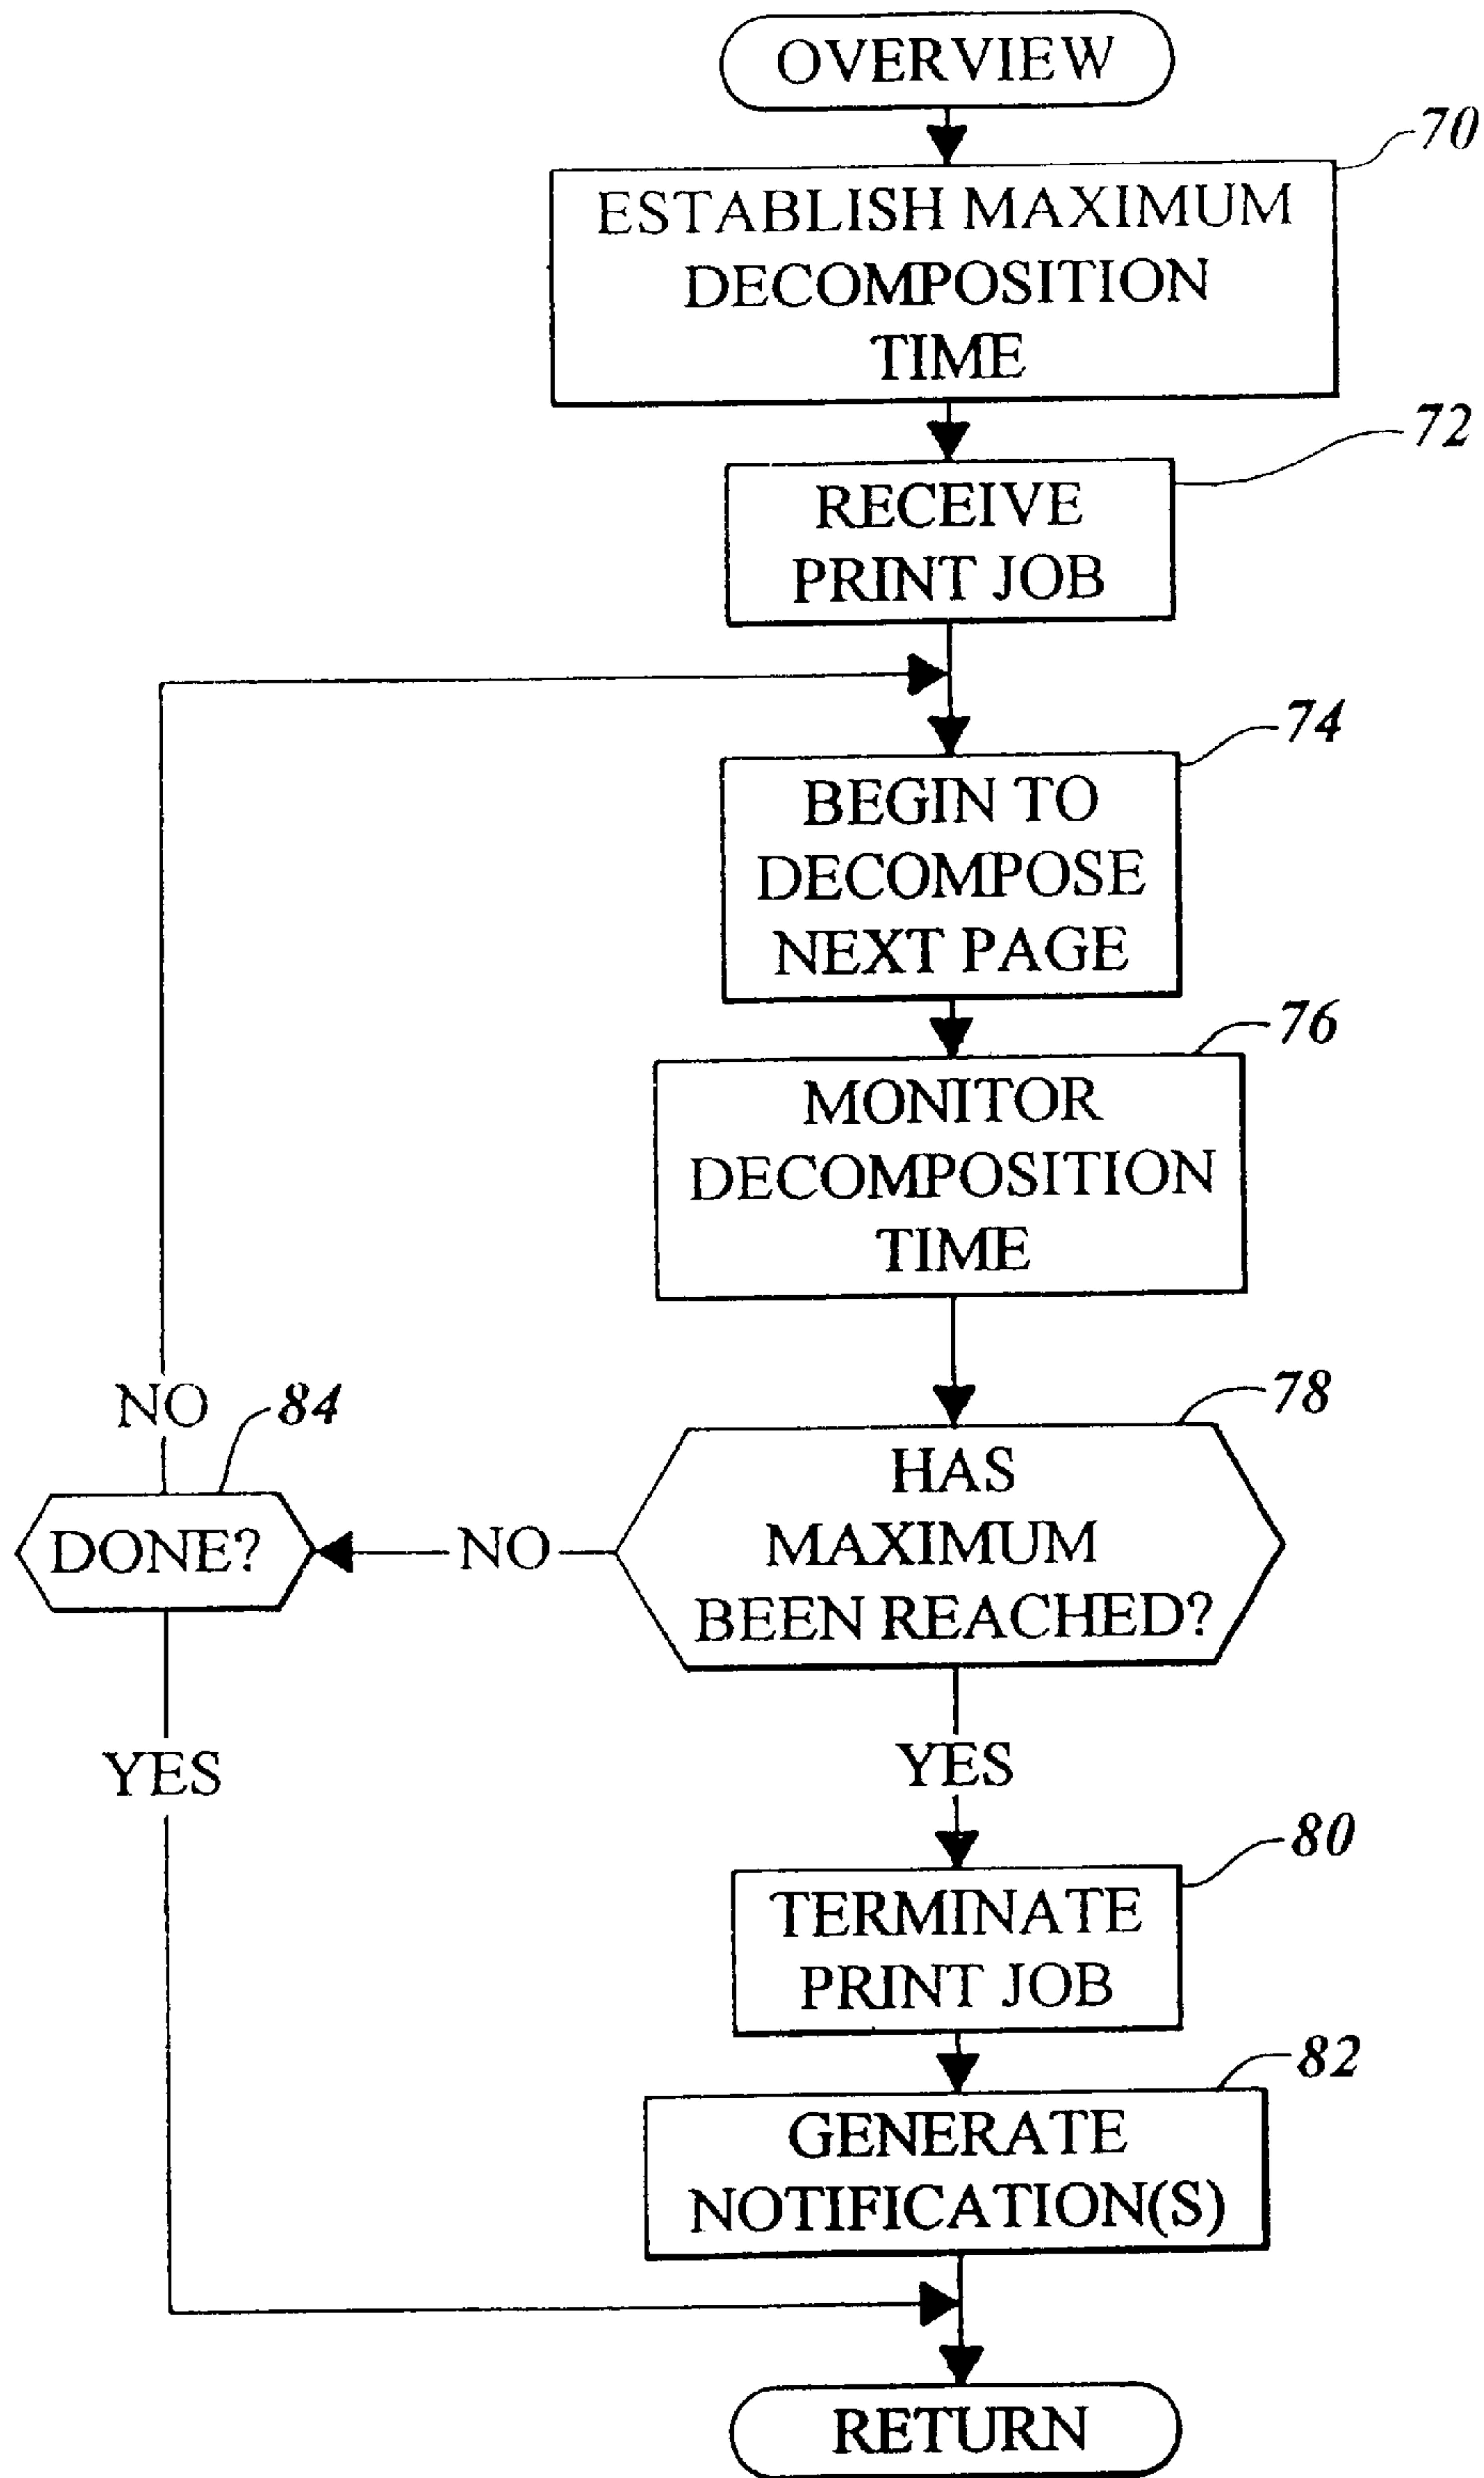 OVERVIEW
70
ESTABLISH MAXIMUM
DECOMPOSITION
TIME
72
RECEIVE
PRINT JOB
74
BEGIN TO
DECOMPOSE
NEXT PAGE
76
MONITOR
DECOMPOSITION
TIME
78
HAS
MAXIMUM
BEEN REACHED?
NO
84
DONE?
NO
YES
YES
80
TERMINATE
PRINT JOB
82
GENERATE
NOTIFICATION(S)
RETURN